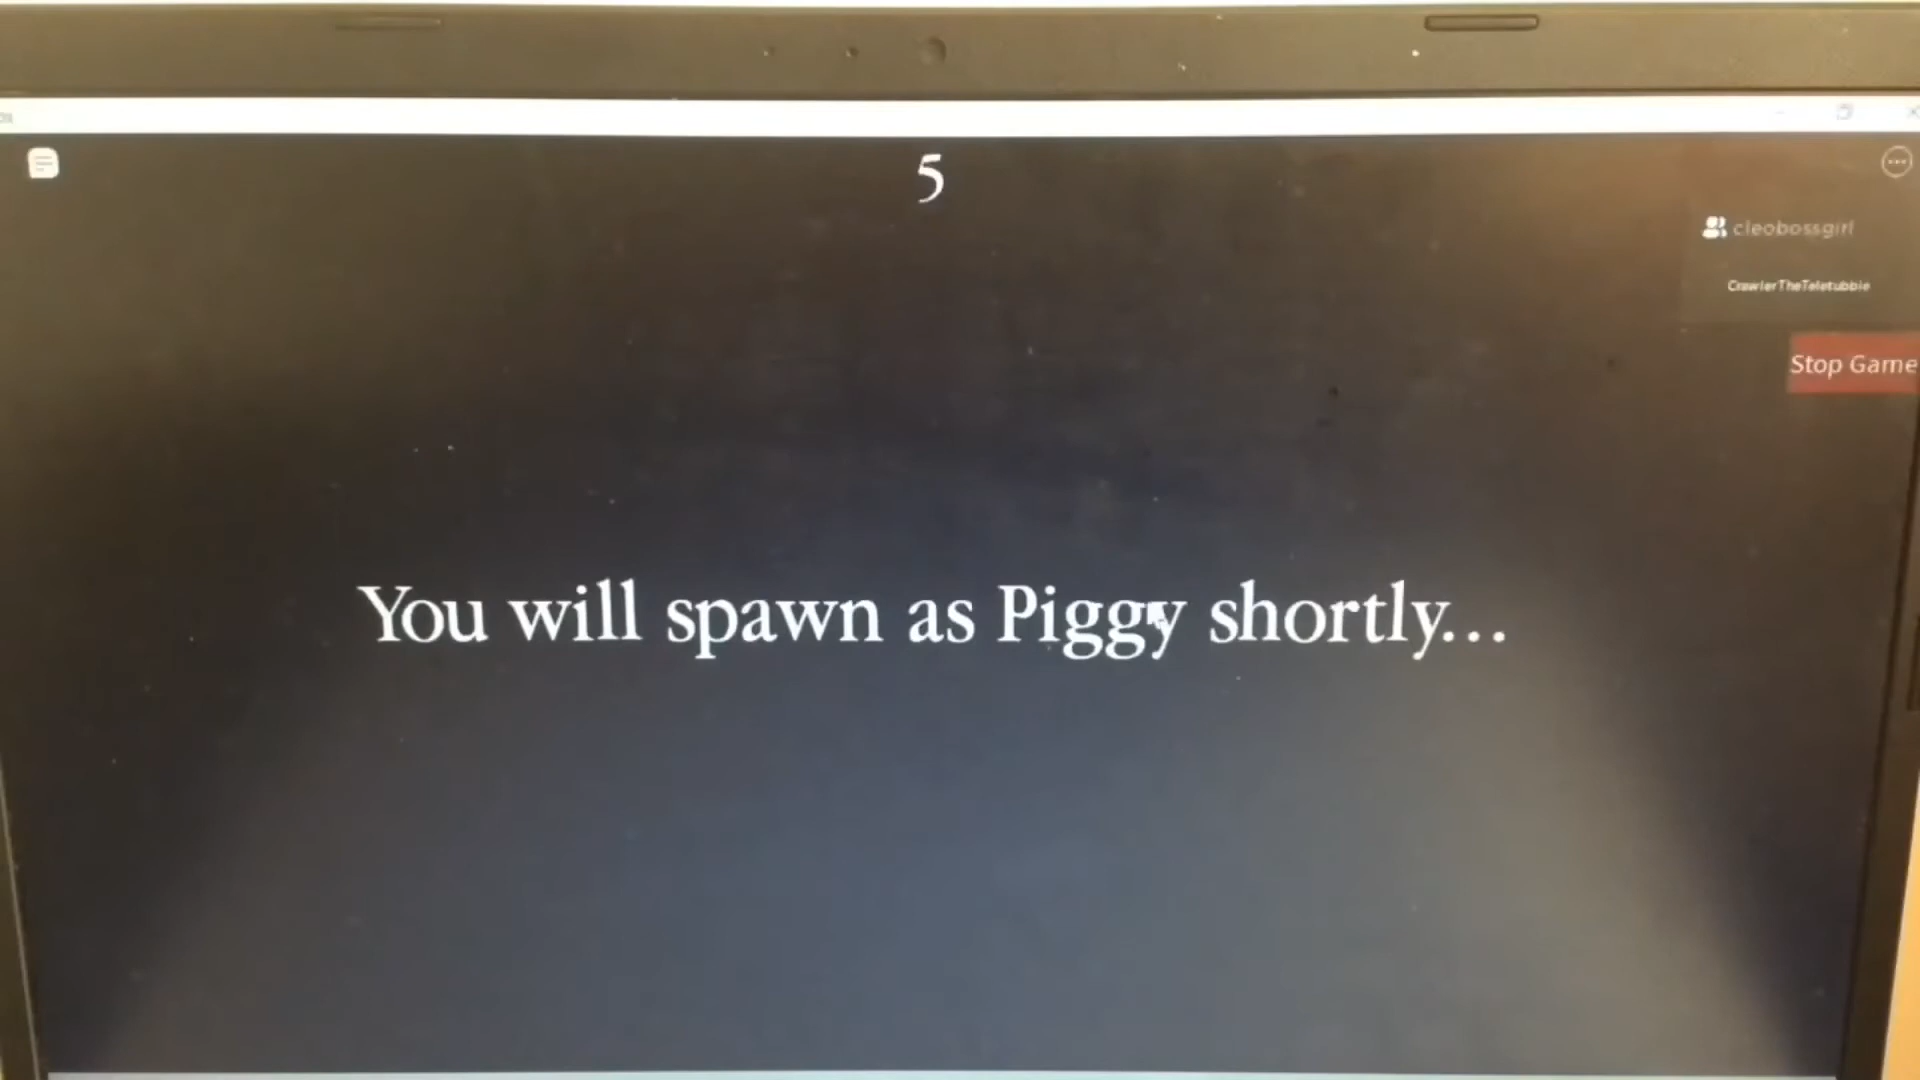 5
cleobossgirl
CrawlerTheTeletubbie
Stop Game
You will spawn as Piggy shortly...